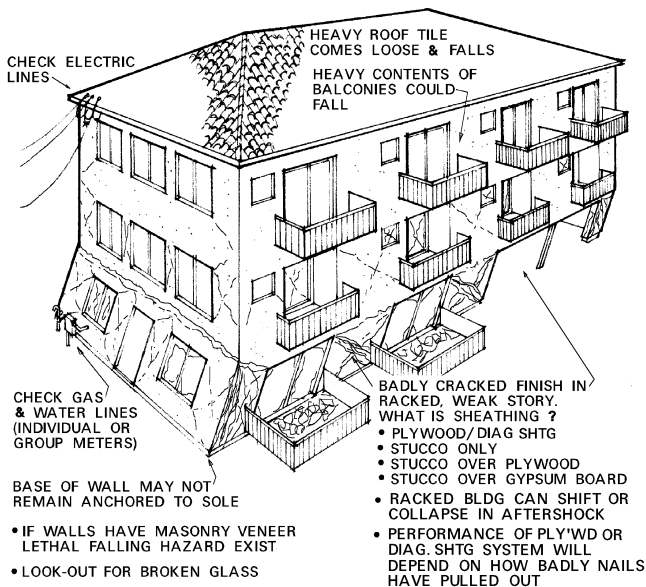 HEAVY ROOF TILE
COMES LOOSE & FALLS
CHECK ELECTRIC
LINES
HEAVY CONTENTS OF
BALCONIES COULD
FALL
CHECK GAS
& WATER LINES
(INDIVIDUAL OR
GROUP METERS)
BASE OF WALL MAY NOT
REMAIN ANCHORED TO SOLE
• IF WALLS HAVE MASONRY VENEER
LETHAL FALLING HAZARD EXIST
• LOOK-OUT FOR BROKEN GLASS
BADLY CRACKED FINISH IN
RACKED, WEAK STORY.
WHAT IS SHEATHING ?
• PLYWOOD/DIAG SHTG
• STUCCO ONLY
• STUCCO OVER PLYWOOD
• STUCCO OVER GYPSUM BOARD
• RACKED BLDG CAN SHIFT OR
COLLAPSE IN AFTERSHOCK
• PERFORMANCE OF PLY'WD OR
DIAG. SHTG SYSTEM WILL
DEPEND ON HOW BADLY NAILS
HAVE PULLED OUT